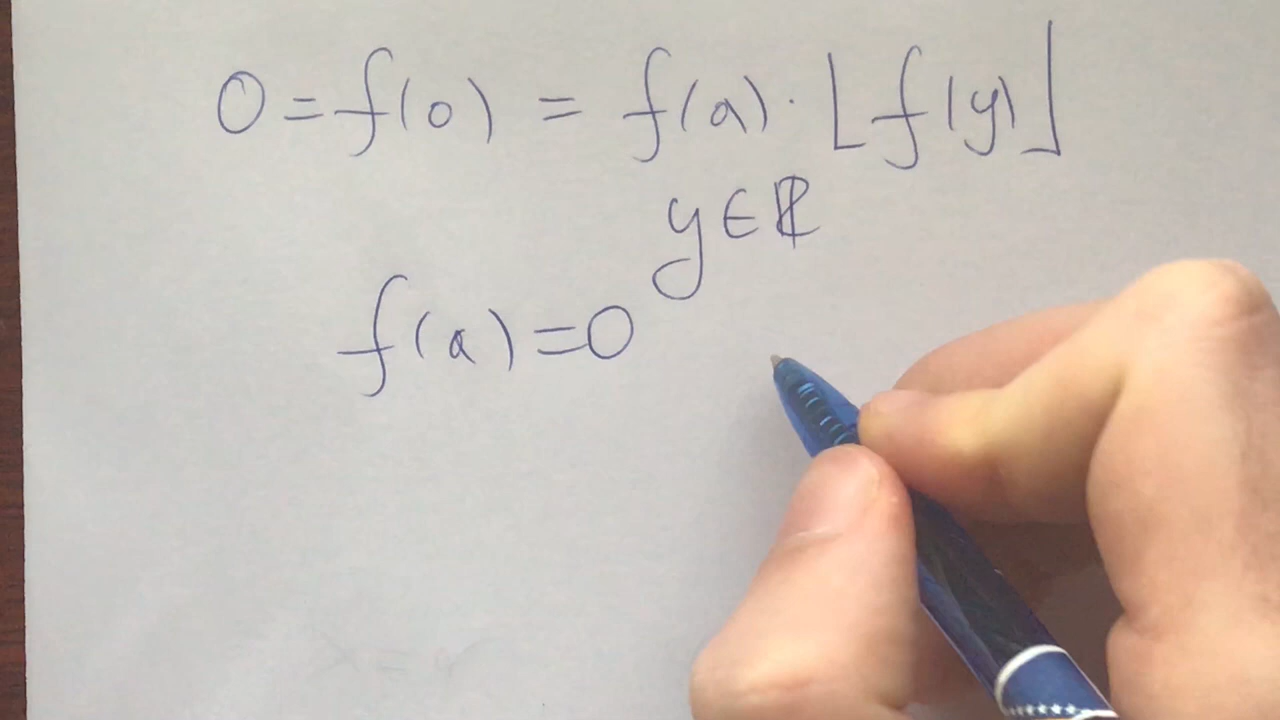 0 = f(0) = f(a) · ⌊f(y)⌋
y ∈ ℝ
f(a) = 0